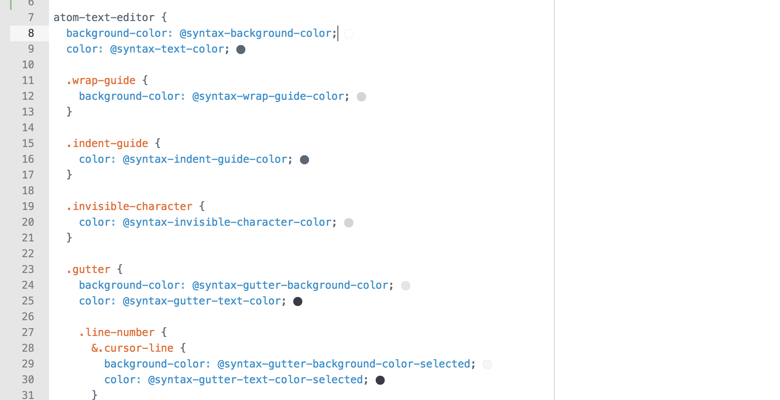 6
7 atom-text-editor {
8 background-color: @syntax-background-color;
9 color: @syntax-text-color;
10
11 .wrap-guide {
12 background-color: @syntax-wrap-guide-color;
13 }
14
15 .indent-guide {
16 color: @syntax-indent-guide-color;
17 }
18
19 .invisible-character {
20 color: @syntax-invisible-character-color;
21 }
22
23 .gutter {
24 background-color: @syntax-gutter-background-color;
25 color: @syntax-gutter-text-color;
26
27 .line-number {
28 &.cursor-line {
29 background-color: @syntax-gutter-background-color-selected;
30 color: @syntax-gutter-text-color-selected;
31 }